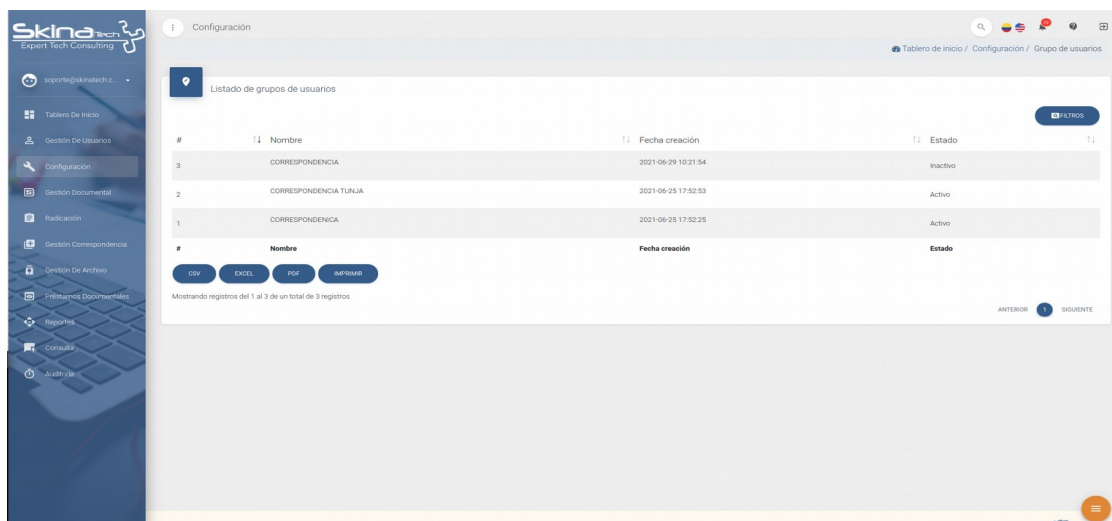 SkinaTech
Expert Tech Consulting
soporte@skinatech.c...
Tablero De Inicio
Gestión De Usuarios
Configuración
Gestión Documental
Radicación
Gestión Correspondencia
Gestión De Archivo
Préstamos Documentales
Reportes
Consulta
Auditoría
Configuración
Tablero de inicio / Configuración / Grupo de usuarios
Listado de grupos de usuarios
FILTROS
# Nombre Fecha creación Estado
3 CORRESPONDENCIA 2021-06-29 10:21:54 Inactivo
2 CORRESPONDENCIA TUNJA 2021-06-25 17:52:53 Activo
1 CORRESPONDENICA 2021-06-25 17:52:25 Activo
# Nombre Fecha creación Estado
CSV EXCEL PDF IMPRIMIR
Mostrando registros del 1 al 3 de un total de 3 registros
ANTERIOR 1 SIGUIENTE